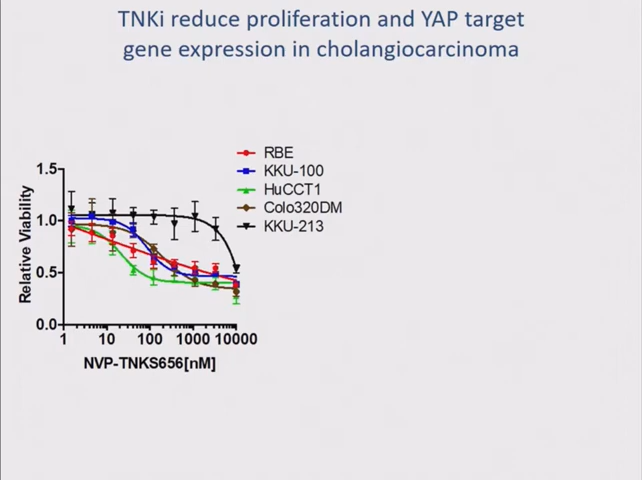 TNKi reduce proliferation and YAP target
gene expression in cholangiocarcinoma
RBE
KKU-100
HuCCT1
Colo320DM
KKU-213
Relative Viability
1.5
1.0
0.5
0.0
1 10 100 1000 10000
NVP-TNKS656[nM]